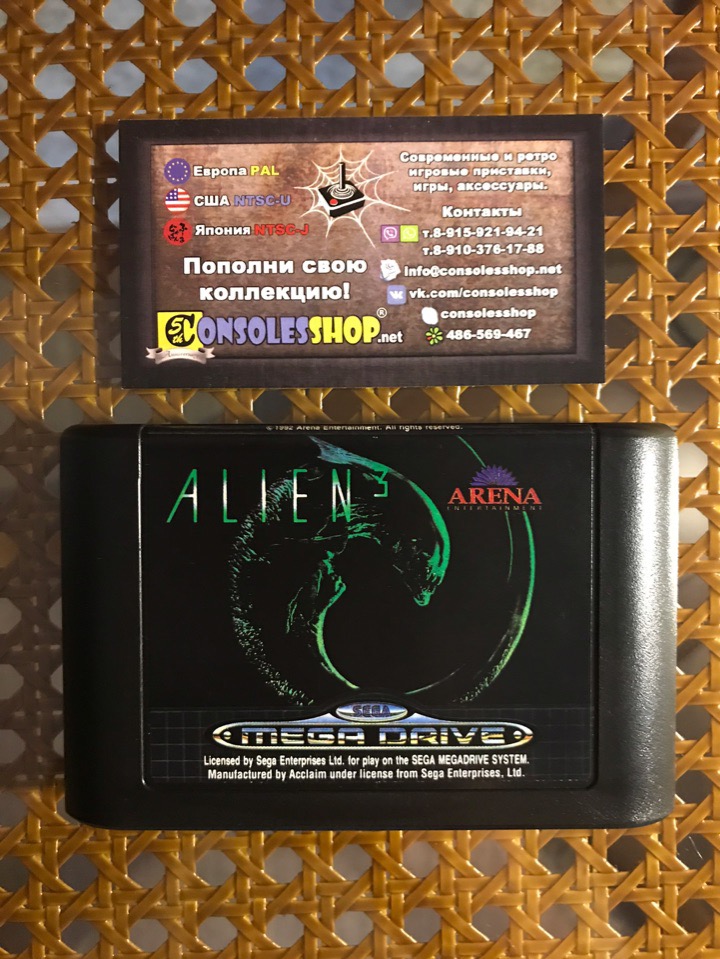 Европа PAL
США NTSC-U
Япония NTSC-J
Пополни свою
коллекцию!
5th
CONSOLESSHOP.net
®
Современные и ретро
игровые приставки,
игры, аксессуары.
Контакты
т.8-915-921-94-21
т.8-910-376-17-88
info@consolesshop.net
vk.com/consolesshop
consolesshop
486-569-467
© 1992 Arena Entertainment. All rights reserved.
ALIEN 3
ARENA
ENTERTAINMENT
SEGA
MEGA DRIVE
Licensed by Sega Enterprises Ltd. for play on the SEGA MEGADRIVE SYSTEM.
Manufactured by Acclaim under license from Sega Enterprises, Ltd.